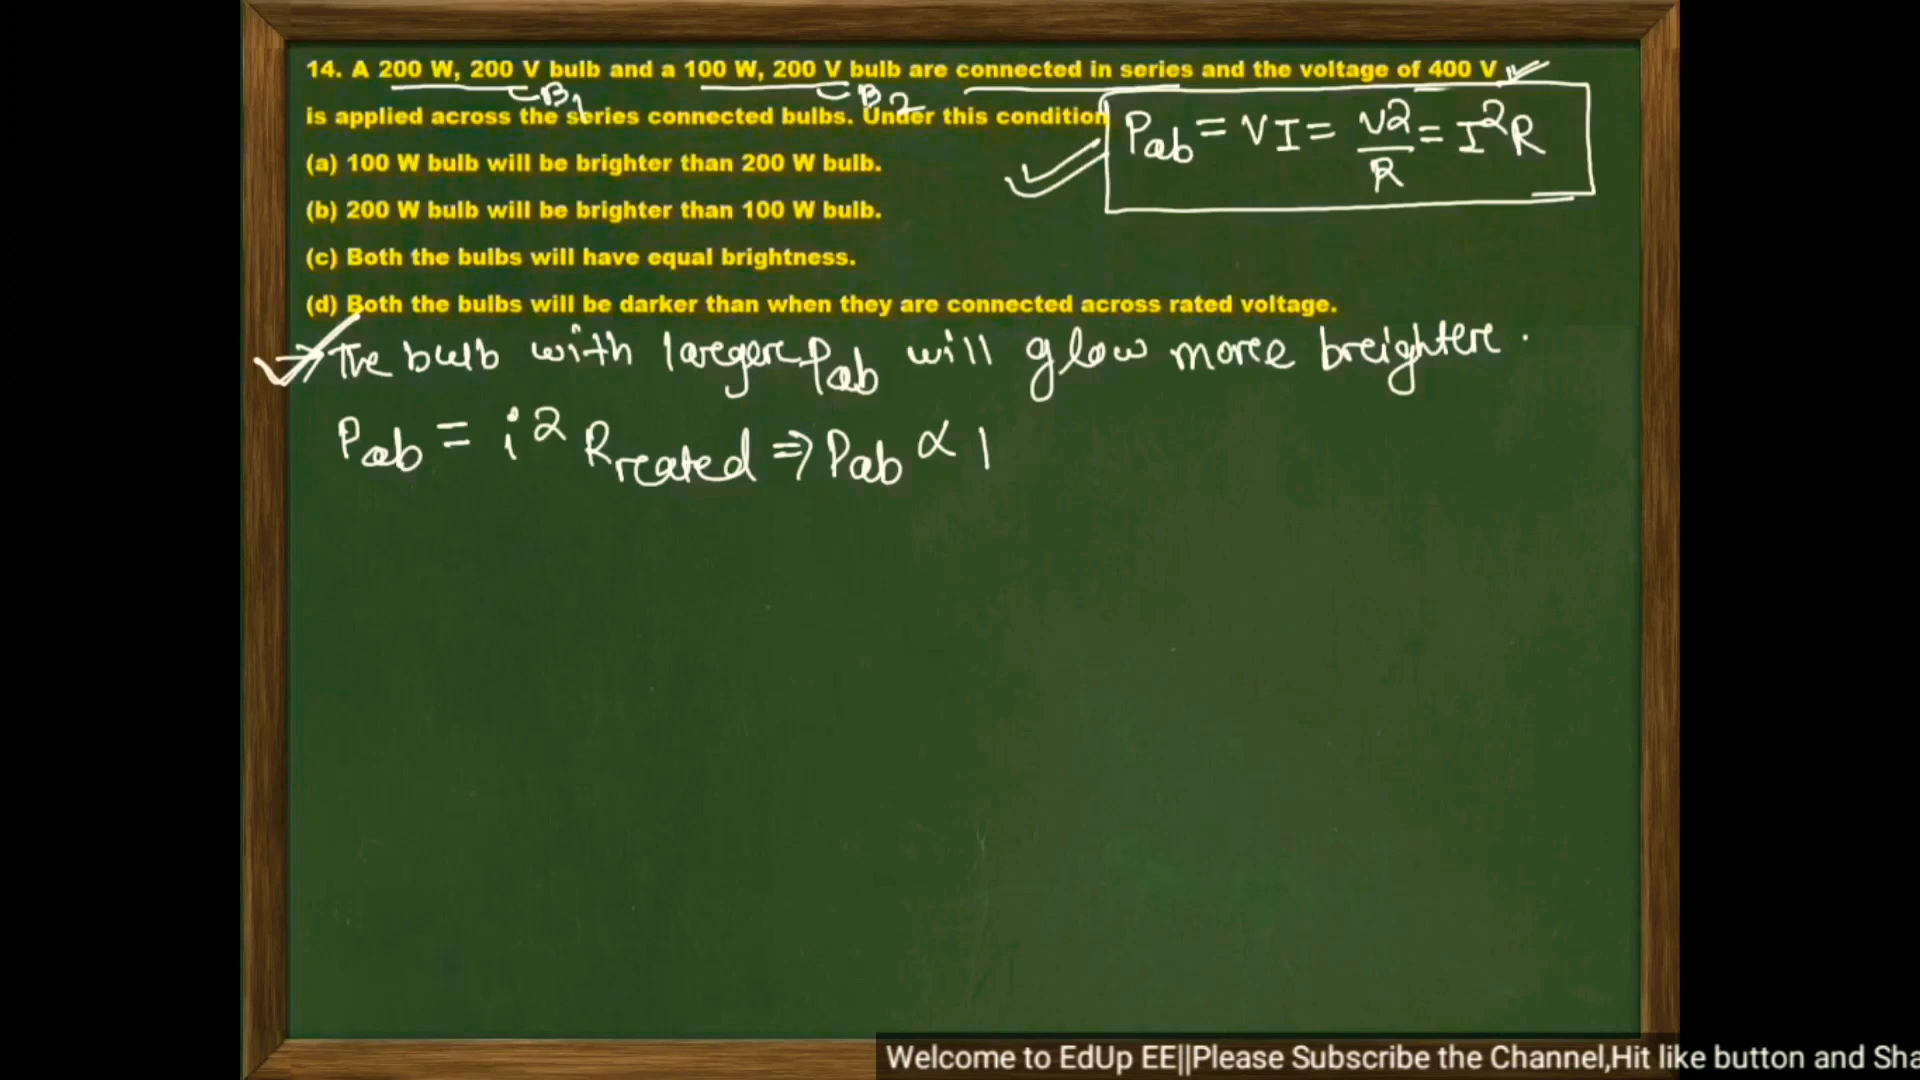 14. A 200 W, 200 V bulb and a 100 W, 200 V bulb are connected in series and the voltage of 400 V
B1 B2
is applied across the series connected bulbs. Under this condition
Pab = VI = V2/R = I2R
(a) 100 W bulb will be brighter than 200 W bulb.
(b) 200 W bulb will be brighter than 100 W bulb.
(c) Both the bulbs will have equal brightness.
(d) Both the bulbs will be darker than when they are connected across rated voltage.
The bulb with larger Pab will glow more brighter.
Pab = i2 Rrated ⇒ Pab ∝ 1
Welcome to EdUp EE||Please Subscribe the Channel,Hit like button and Sha